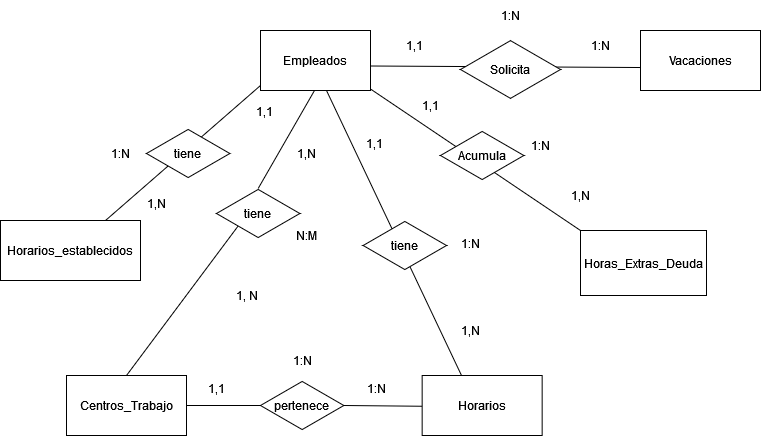 1:N
1,1
1:N
Empleados
Solicita
Vacaciones
1,1
1,1
1:N
tiene
1,N
1,1
Acumula
1:N
1,N
1,N
tiene
N:M
tiene
1:N
Horarios_establecidos
Horas_Extras_Deuda
1, N
1,N
1:N
1,1
1:N
Centros_Trabajo
pertenece
Horarios